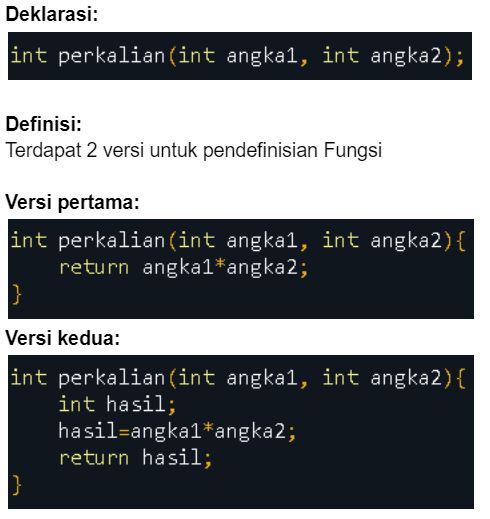 Deklarasi:
int perkalian(int angka1, int angka2);
Definisi:
Terdapat 2 versi untuk pendefinisian Fungsi
Versi pertama:
int perkalian(int angka1, int angka2){
    return angka1*angka2;
}
Versi kedua:
int perkalian(int angka1, int angka2){
    int hasil;
    hasil=angka1*angka2;
    return hasil;
}